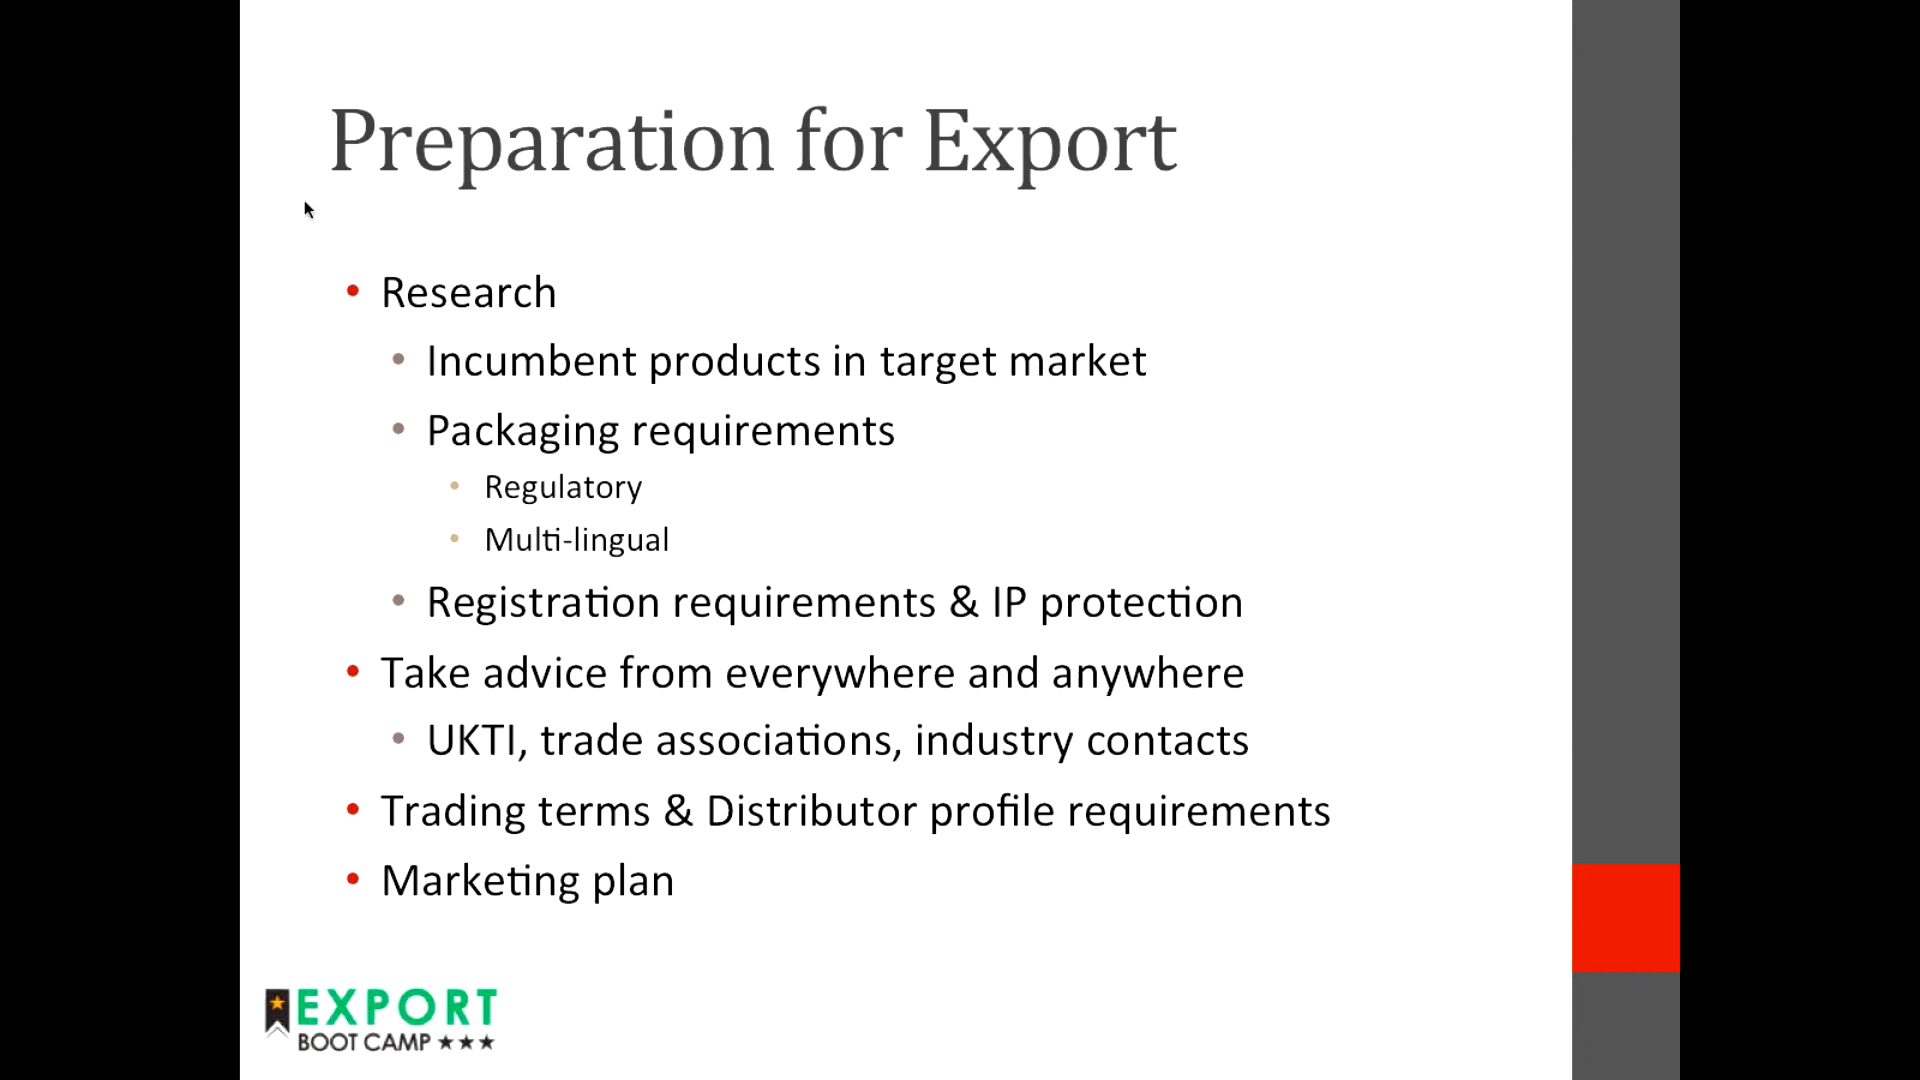 Preparation for Export
• Research
• Incumbent products in target market
• Packaging requirements
• Regulatory
• Multi-lingual
• Registration requirements & IP protection
• Take advice from everywhere and anywhere
• UKTI, trade associations, industry contacts
• Trading terms & Distributor profile requirements
• Marketing plan
EXPORT
BOOT CAMP ★★★